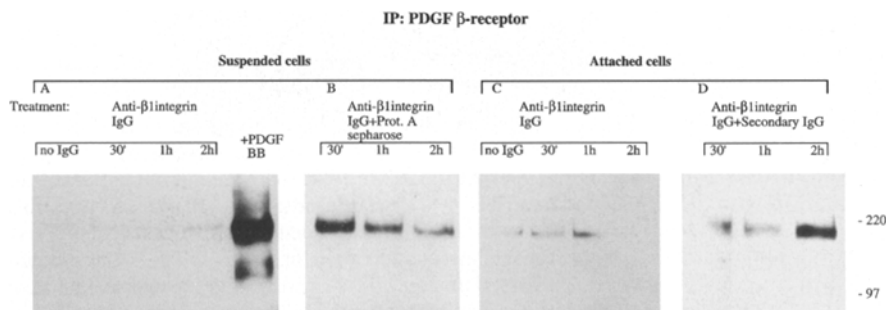 IP: PDGF β-receptor
Suspended cells
Attached cells
A
B
C
D
Treatment:
Anti-β1integrin
IgG
+PDGF
BB
Anti-β1integrin
IgG+Prot. A
sepharose
Anti-β1integrin
IgG
Anti-β1integrin
IgG+Secondary IgG
no IgG 30' 1h 2h
30' 1h 2h
no IgG 30' 1h 2h
30' 1h 2h
- 220
- 97